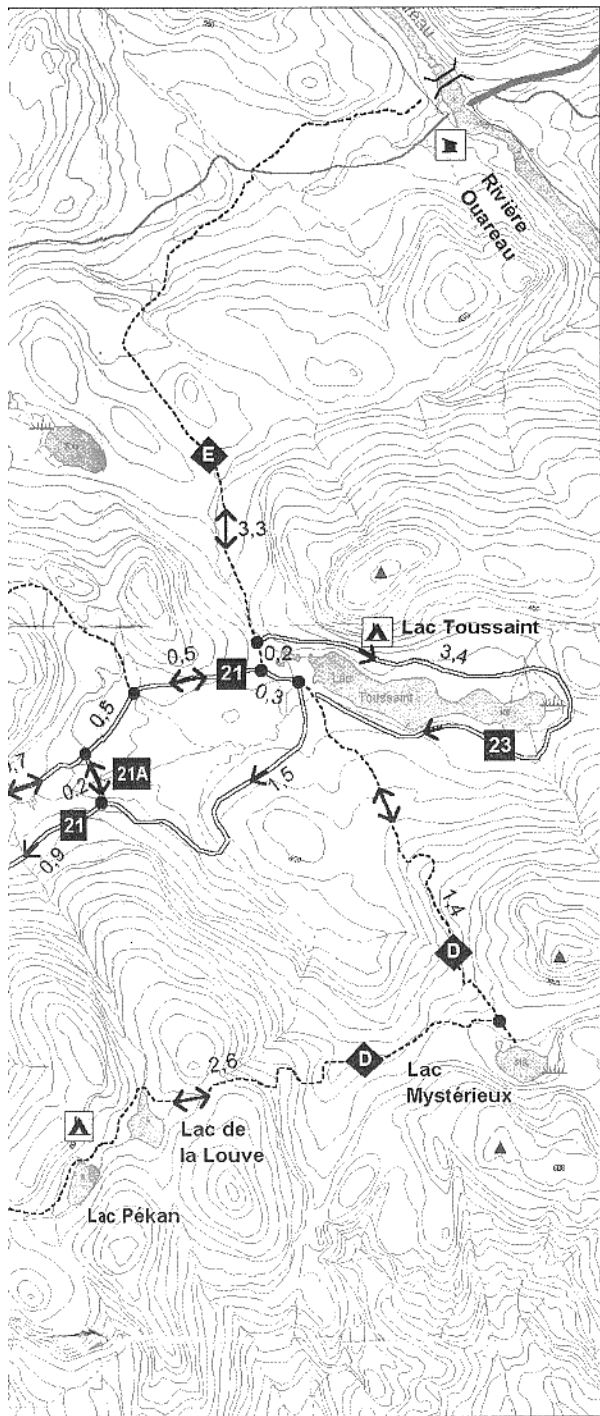 Rivière
Ouareau
E
3,3
Lac Toussaint
0,2
3,4
0,5
21
0,3
Lac
Toussaint
0,5
23
21A
0,2
1,5
21
0,9
1,4
D
D
2,6
Lac
Mystérieux
Lac de
la Louve
Lac Pékan